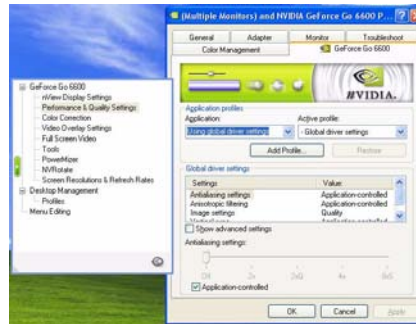 (Multiple Monitors) and NVIDIA GeForce Go 6600 P...
General
Adapter
Monitor
Troubleshoot
Color Management
GeForce Go 6600
GeForce Go 6600
nView Display Settings
Performance & Quality Settings
Color Correction
Video Overlay Settings
Full Screen Video
Tools
PowerMizer
NVRotate
Screen Resolutions & Refresh Rates
Desktop Management
Profiles
Menu Editing
NVIDIA.
Application profiles
Application:
Active profile:
Using global driver settings
- Global driver settings
Add Profile...
Restore
Global driver settings
Settings
Value
Antialiasing settings
Application-controlled
Anisotropic filtering
Application-controlled
Image settings
Quality
Show advanced settings
Antialiasing settings:
Off
2x
2xQ
4x
8xS
Application-controlled
OK
Cancel
Apply